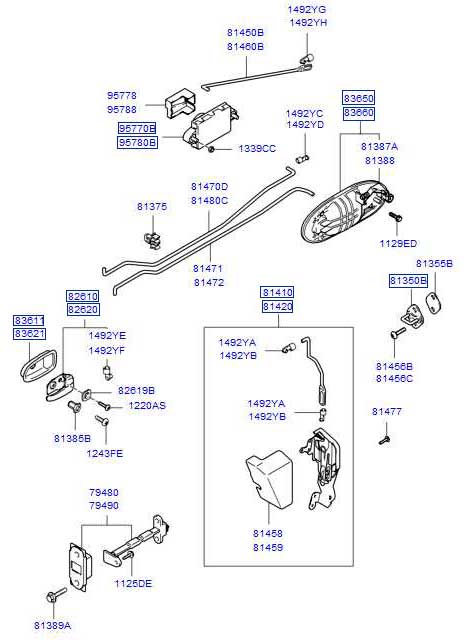 1492YG
1492YH
81450B
81460B
95778
95788
83650
83660
95770B
95780B
1492YC
1492YD
1339CC
81387A
81388
81470D
81480C
81375
1129ED
81355B
81471
81472
81350B
82610
82620
81410
81420
83611
83621
1492YE
1492YF
1492YA
1492YB
81456B
81456C
82619B
1220AS
1492YA
1492YB
81477
81385B
1243FE
79480
79490
81458
81459
1125DE
81389A